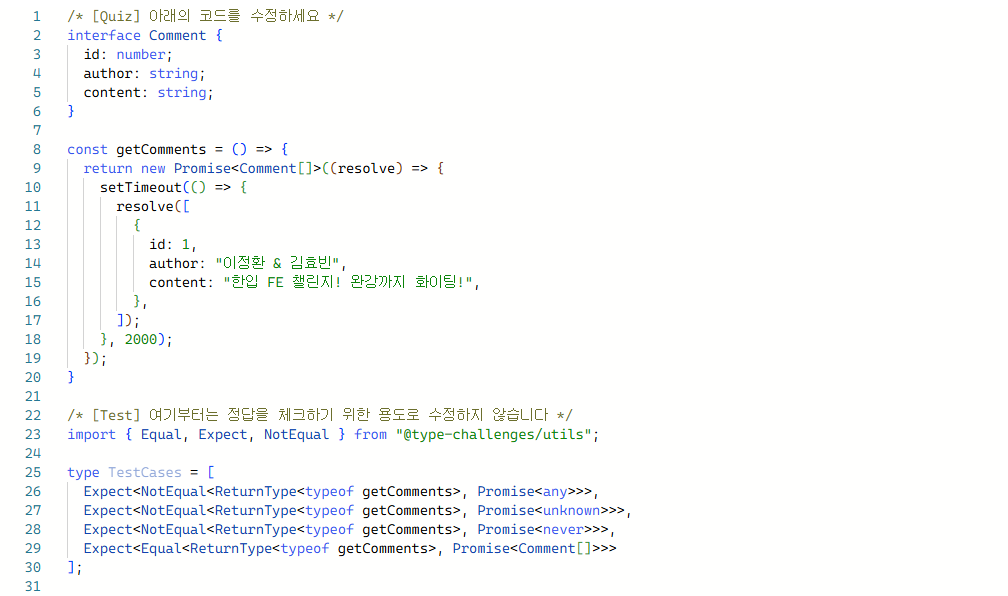 1 /* [Quiz] 아래의 코드를 수정하세요 */
2 interface Comment {
3   id: number;
4   author: string;
5   content: string;
6 }
7
8 const getComments = () => {
9   return new Promise<Comment[]>((resolve) => {
10     setTimeout(() => {
11       resolve([
12         {
13           id: 1,
14           author: "이정환 & 김효빈",
15           content: "한입 FE 챌린지! 완강까지 화이팅!",
16         },
17       ]);
18     }, 2000);
19   });
20 }
21
22 /* [Test] 여기부터는 정답을 체크하기 위한 용도로 수정하지 않습니다 */
23 import { Equal, Expect, NotEqual } from "@type-challenges/utils";
24
25 type TestCases = [
26   Expect<NotEqual<ReturnType<typeof getComments>, Promise<any>>>,
27   Expect<NotEqual<ReturnType<typeof getComments>, Promise<unknown>>>,
28   Expect<NotEqual<ReturnType<typeof getComments>, Promise<never>>>,
29   Expect<Equal<ReturnType<typeof getComments>, Promise<Comment[]>>>
30 ];
31